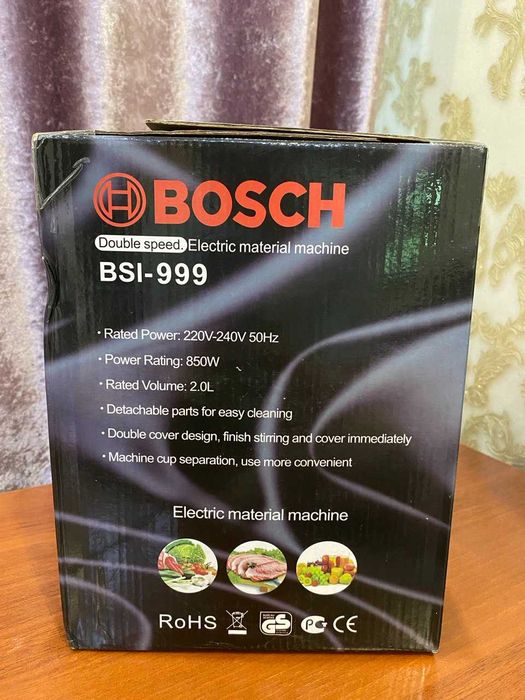 BOSCH
Double speed. Electric material machine
BSI-999
• Rated Power: 220V-240V 50Hz
• Power Rating: 850W
• Rated Volume: 2.0L
• Detachable parts for easy cleaning
• Double cover design, finish stirring and cover immediately
• Machine cup separation, use more convenient
Electric material machine
RoHS GS PG CE